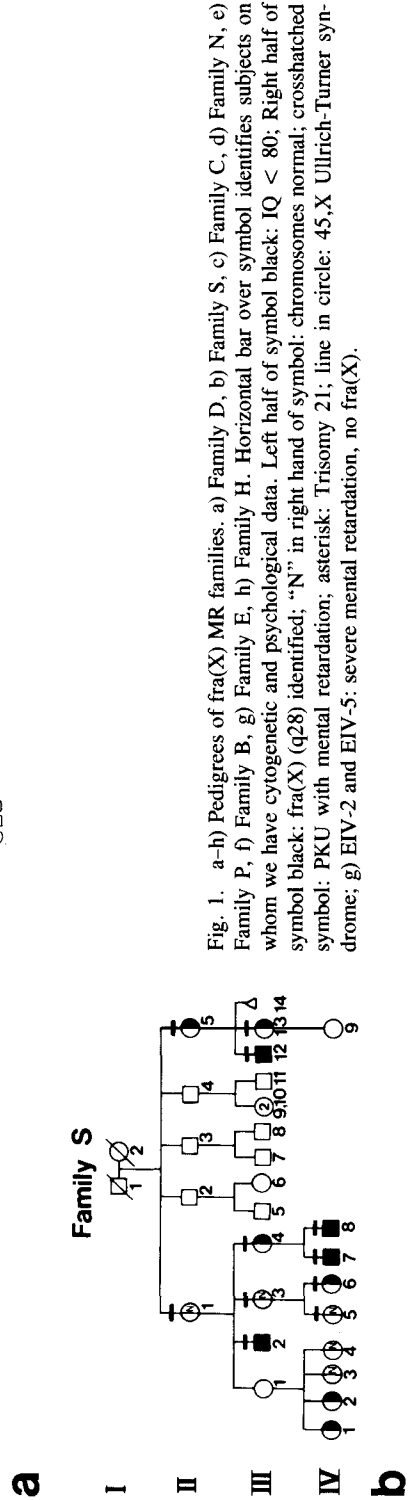 a
Family S
I
1 2
II
N
1 2 3 4 5
III
N 2
1 2 3 4 5 6 7 8 9,10 11 12 13 14
IV
N N N
1 2 3 4 5 6 7 8 9
b
Fig. 1. a–h) Pedigrees of fra(X) MR families. a) Family D, b) Family S, c) Family C, d) Family N, e)
Family P, f) Family B, g) Family E, h) Family H. Horizontal bar over symbol identifies subjects on
whom we have cytogenetic and psychological data. Left half of symbol black: IQ < 80; Right half of
symbol black: fra(X) (q28) identified; “N” in right hand of symbol: chromosomes normal; crosshatched
symbol: PKU with mental retardation; asterisk: Trisomy 21; line in circle: 45,X Ullrich-Turner syn-
drome; g) EIV-2 and EIV-5: severe mental retardation, no fra(X).